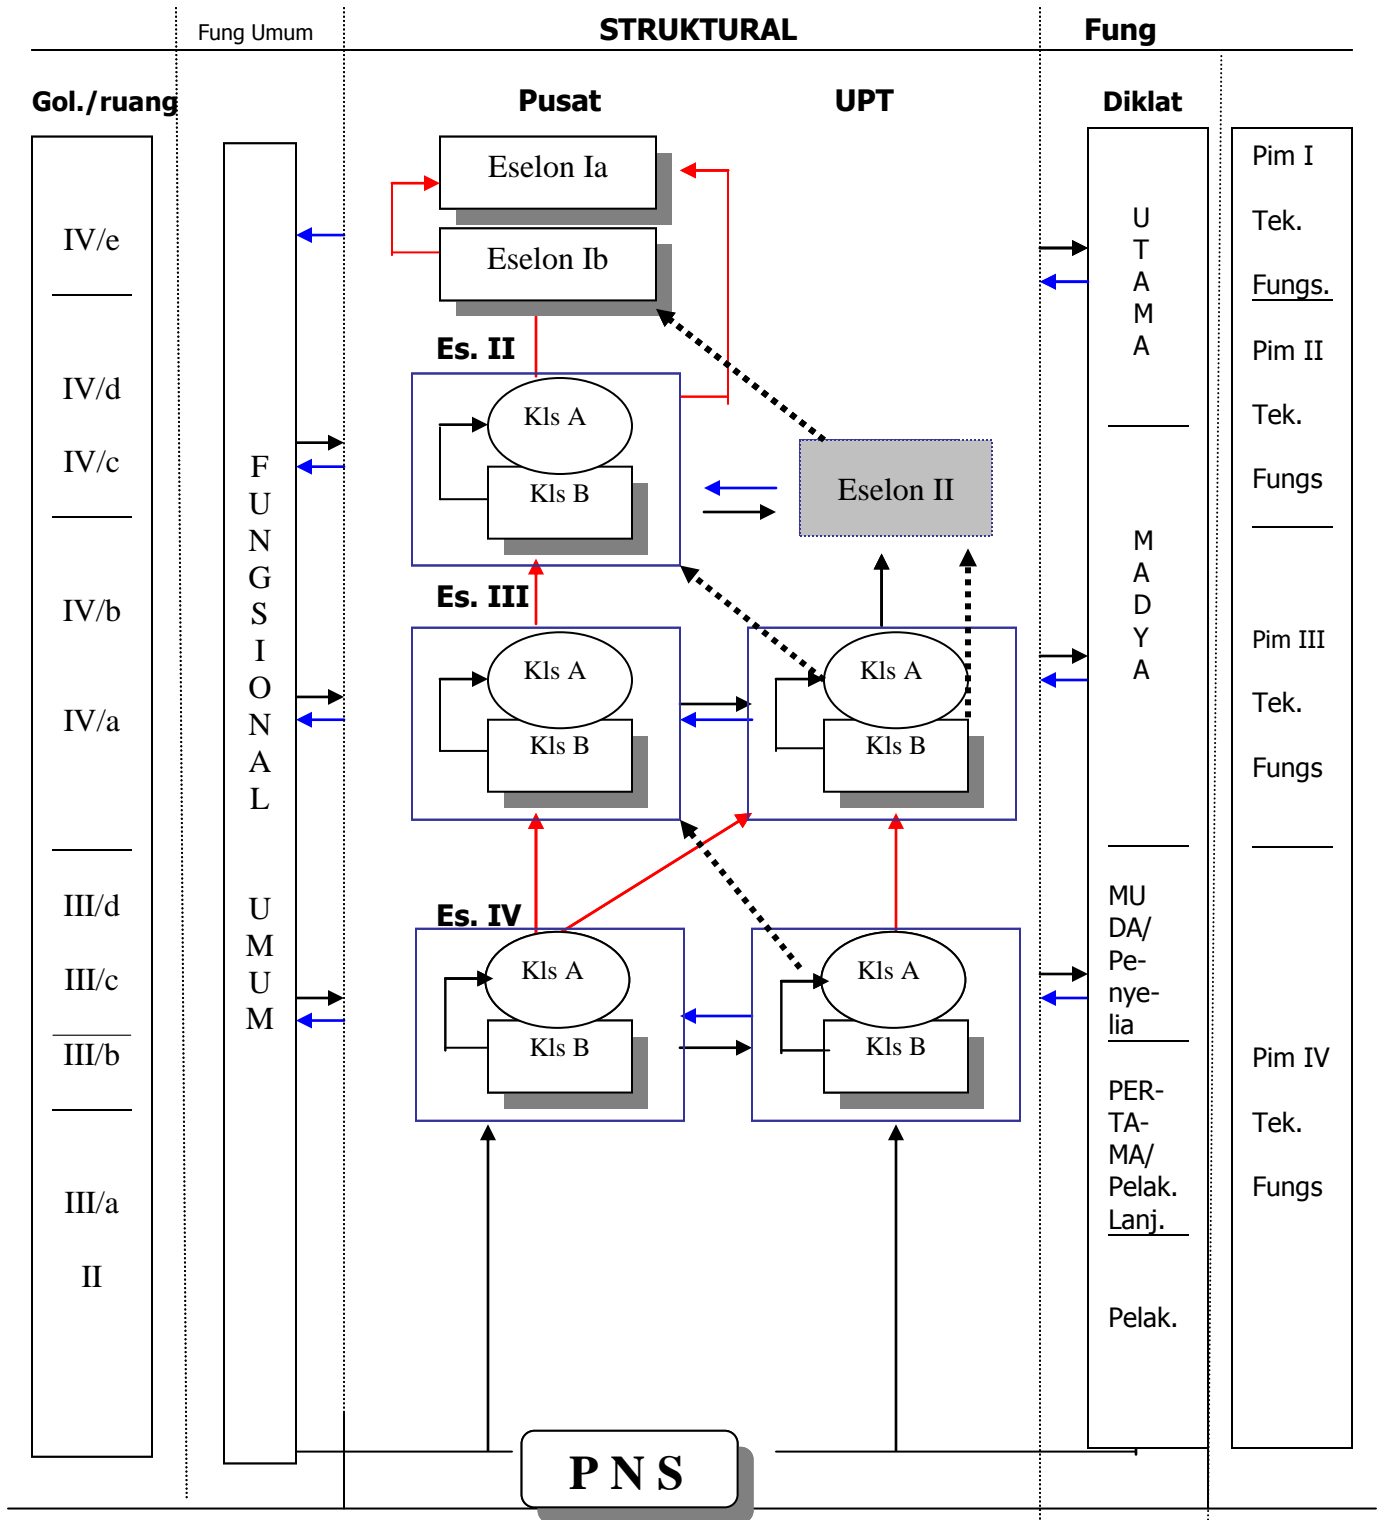 Fung Umum
STRUKTURAL
Fung
Gol./ruang
Pusat
UPT
Diklat
IV/e
IV/d
IV/c
IV/b
IV/a
III/d
III/c
III/b
III/a
II
F
U
N
G
S
I
O
N
A
L
U
M
U
M
Eselon Ia
Eselon Ib
Es. II
Kls A
Kls B
Eselon II
Es. III
Kls A
Kls B
Kls A
Kls B
Es. IV
Kls A
Kls B
Kls A
Kls B
P N S
U
T
A
M
A
M
A
D
Y
A
MU
DA/
Pe-
nye-
lia
PER-
TA-
MA/
Pelak.
Lanj.
Pelak.
Pim I
Tek.
Fungs.
Pim II
Tek.
Fungs
Pim III
Tek.
Fungs
Pim IV
Tek.
Fungs